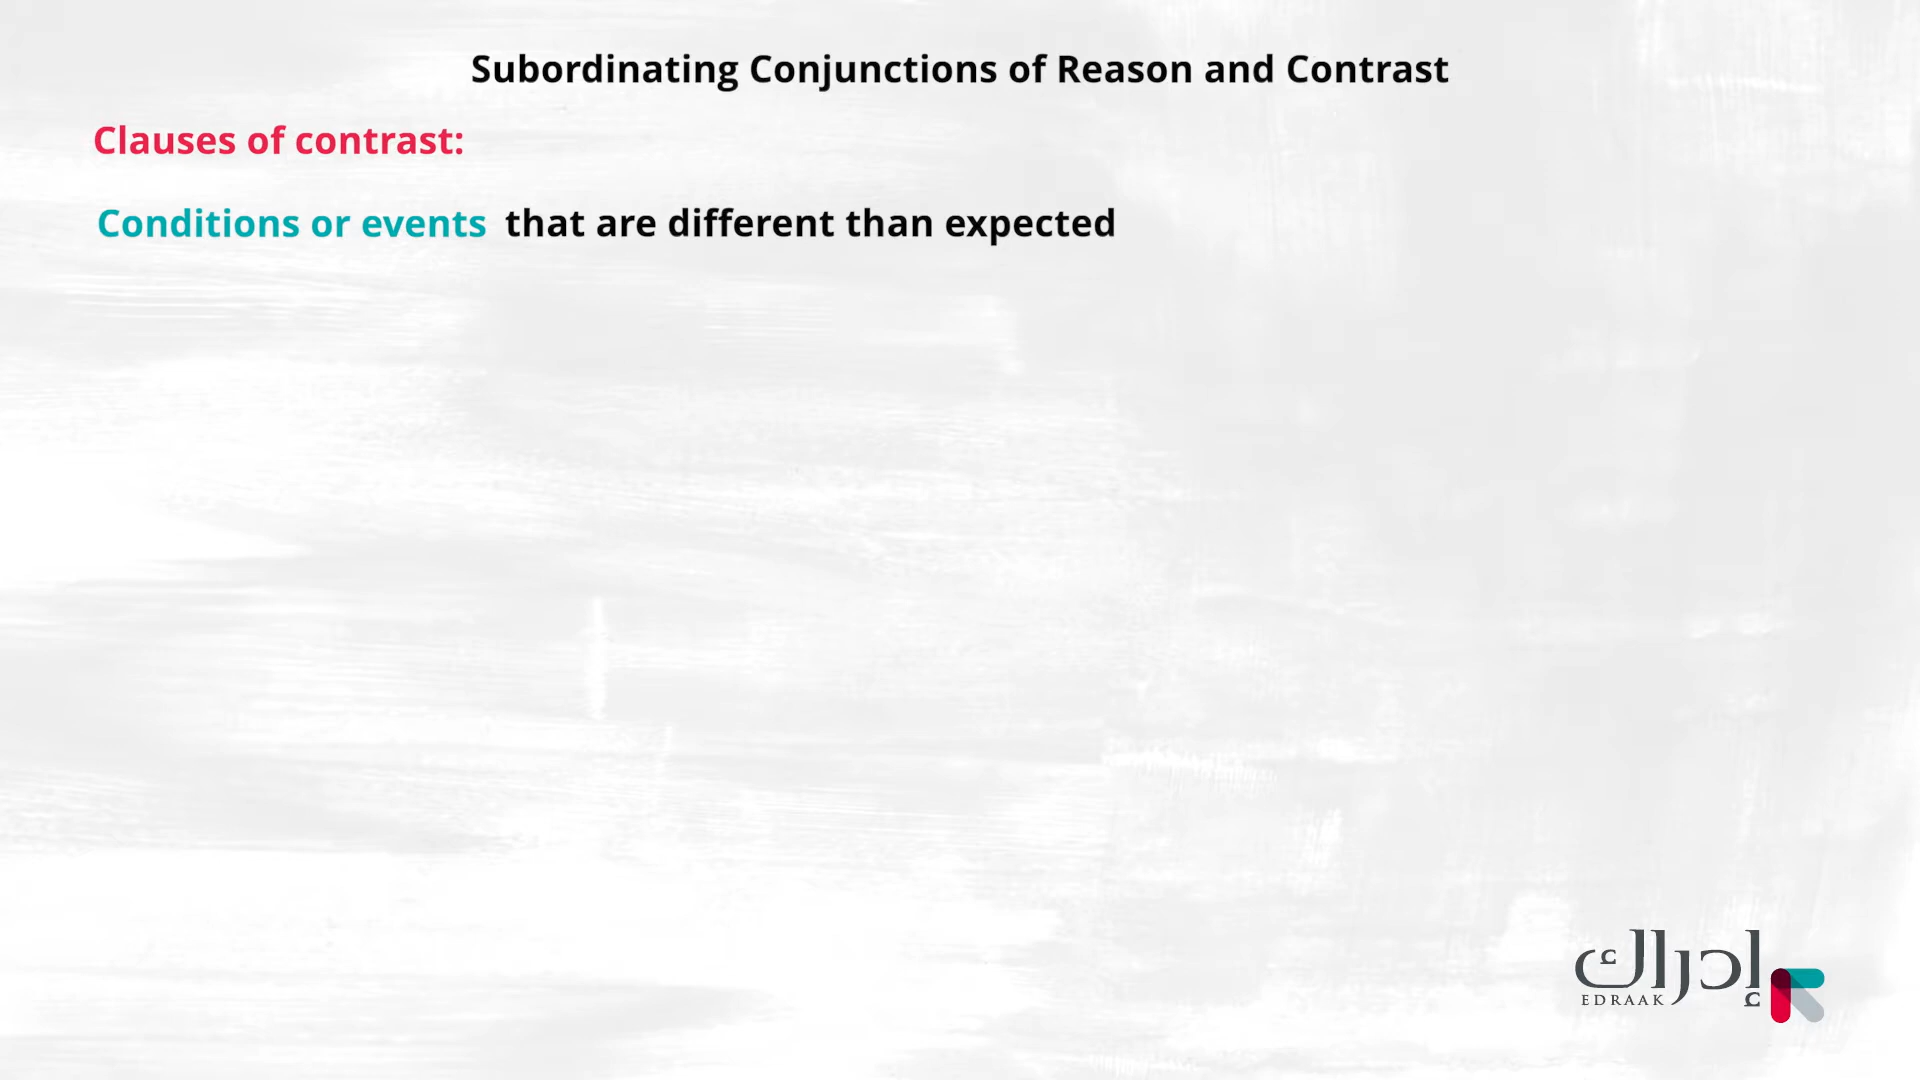 Subordinating Conjunctions of Reason and Contrast
Clauses of contrast:
Conditions or events that are different than expected
إدراك
EDRAAK